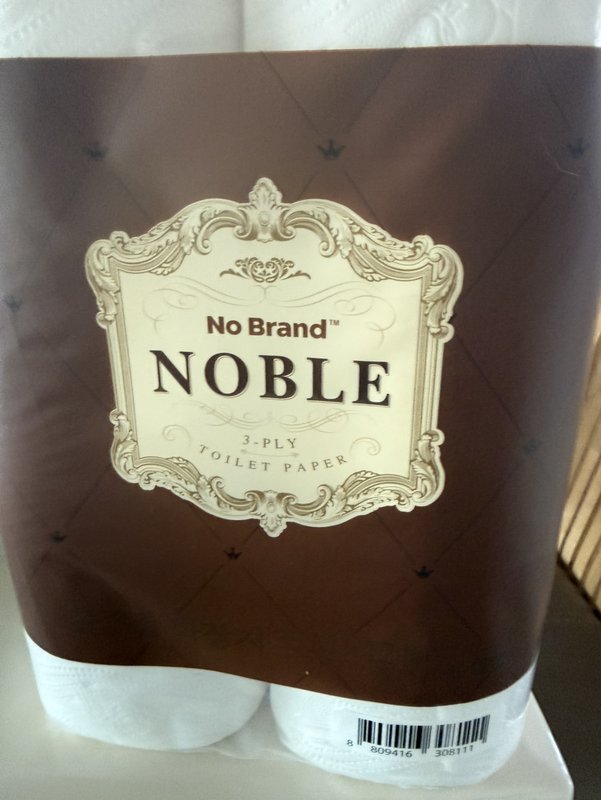 No Brand™
NOBLE
3-PLY
TOILET PAPER
8 809416 308111